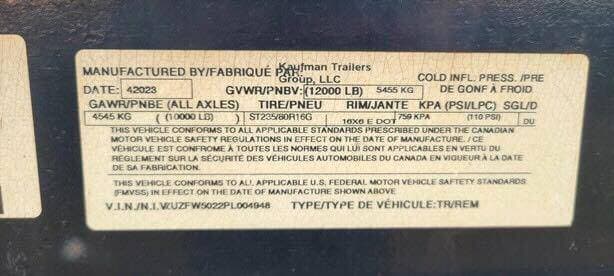 MANUFACTURED BY/FABRIQUÉ PAR: Kaufman Trailers Group, LLC
COLD INFL. PRESS. /PRE DE GONF À FROID
DATE: 42023 GVWR/PNBV: (12000 LB) 5455 KG
GAWR/PNBE (ALL AXLES) TIRE/PNEU RIM/JANTE KPA (PSI/LPC) SGL/D
4545 KG (10000 LB) ST235/80R16G 16X6 E DOT 759 KPA (110 PSI) DU
THIS VEHICLE CONFORMS TO ALL APPLICABLE STANDARDS PRESCRIBED UNDER THE CANADIAN
MOTOR VEHICLE SAFETY REGULATIONS IN EFFECT ON THE DATE OF MANUFACTURE. / CE
VÉHICULE EST CONFROME À TOUTES LES NORMES QUI LUI SONT APPLICABLES EN VERTU DU
RÈGLEMENT SUR LA SÉCURITÉ DES VÉHICULES AUTOMOBILES DU CANADA EN VIGUEUR À LA DATE
DE SA FABRICATION.
THIS VEHICLE CONFORMS TO ALL APPLICABLE U.S. FEDERAL MOTOR VEHICLE SAFTETY STANDARDS
(FMVSS) IN EFFECT ON THE DATE OF MANUFACTURE SHOWN ABOVE
V.I.N./N.I.V. TYPE/TYPE DE VÉHICULE:TR/REM